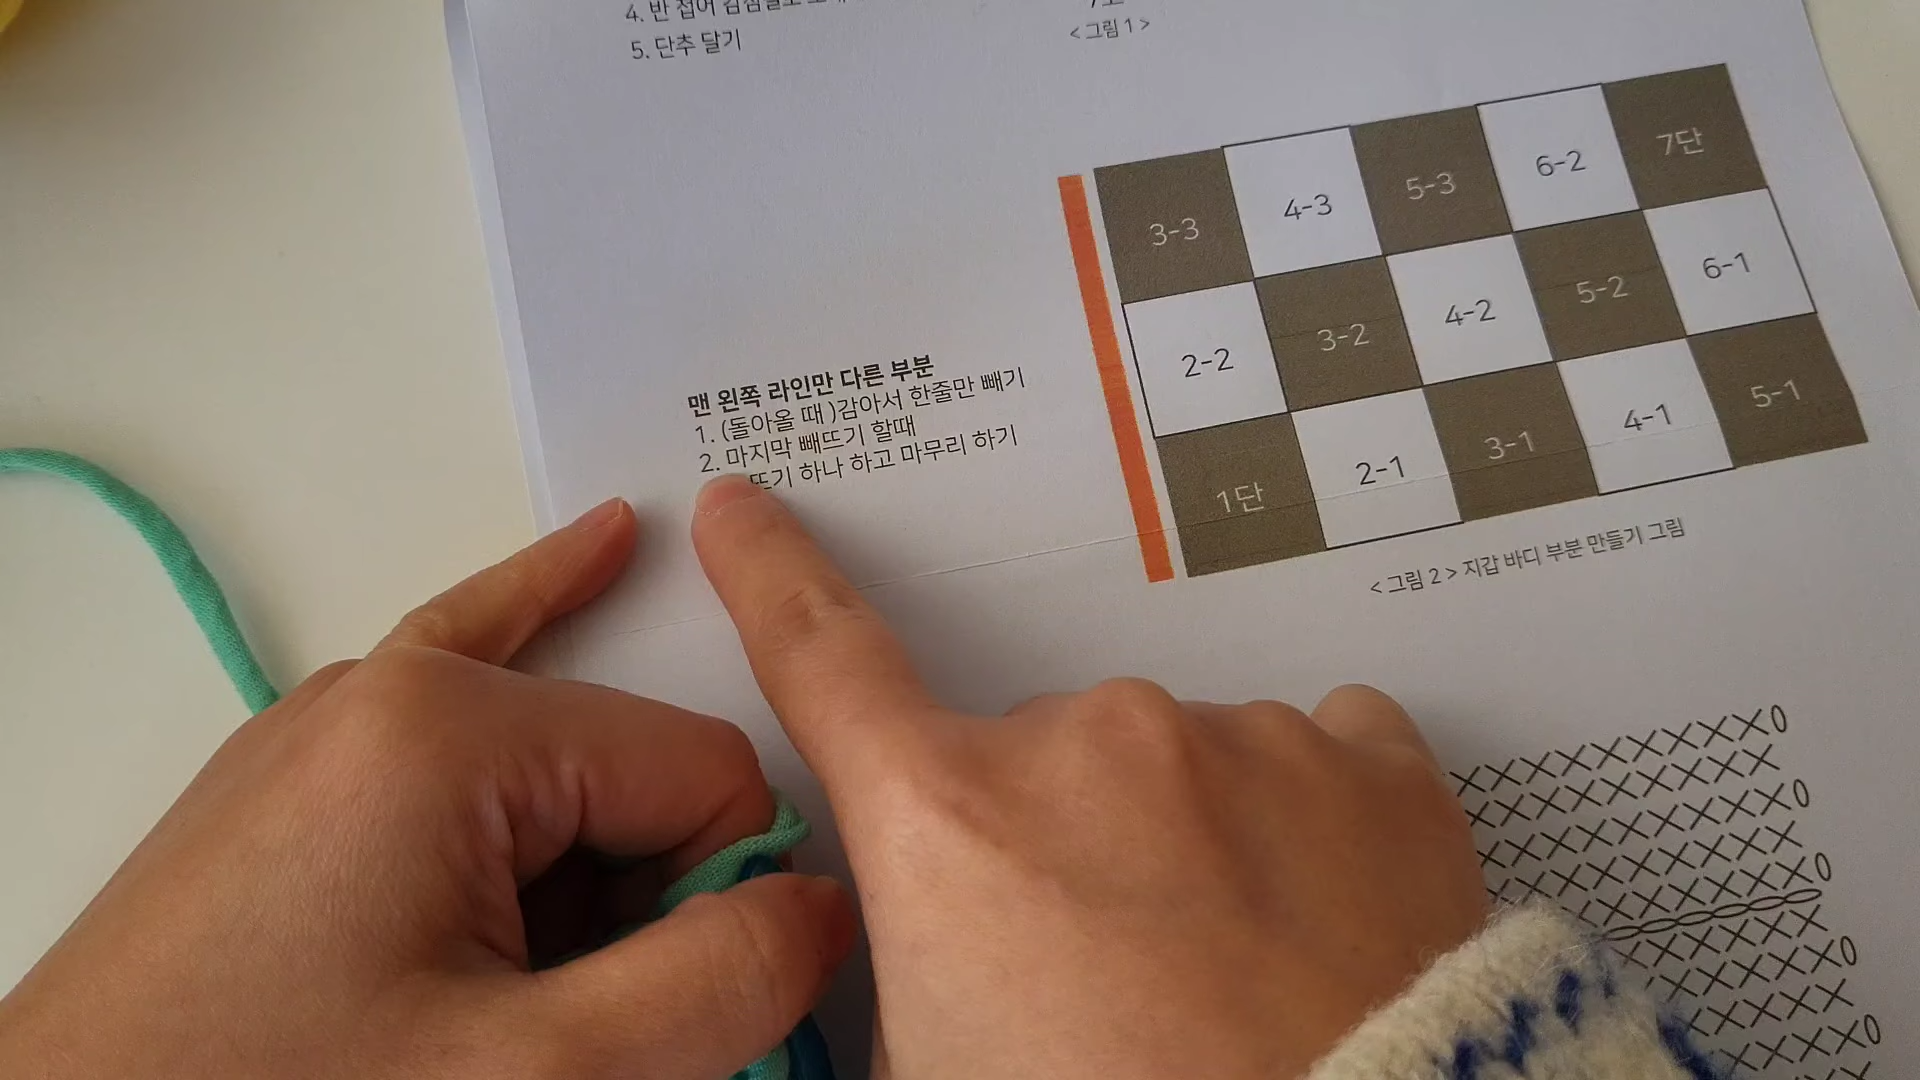 4. 반 접어
5. 단추 달기
<그림 1>
3-3 4-3 5-3 6-2 7단
2-2 3-2 4-2 5-2 6-1
1단 2-1 3-1 4-1 5-1
맨 왼쪽 라인만 다른 부분
1. (돌아올 때 )감아서 한줄만 빼기
2. 마지막 빼뜨기 할때
뜨기 하나 하고 마무리 하기
<그림 2> 지갑 바디 부분 만들기 그림